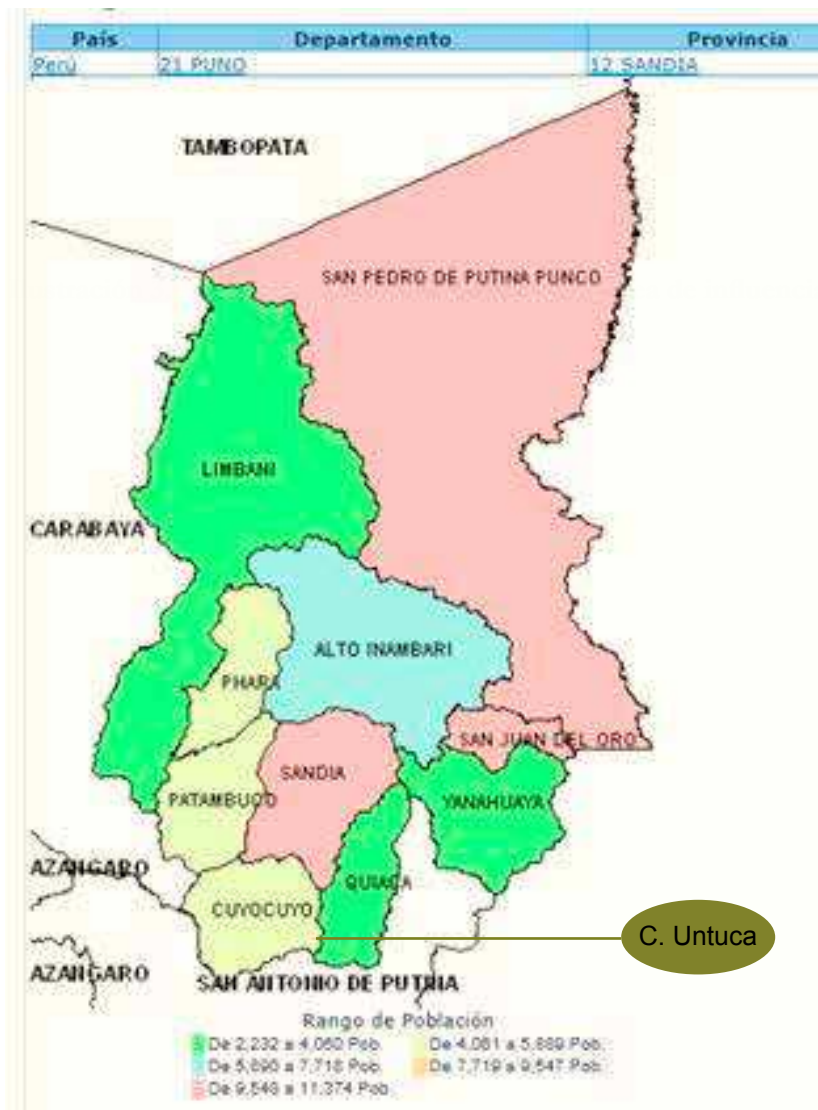 País Departamento Provincia
Perú 21 PUNO 12 SANDIA
TAMBOPATA
SAN PEDRO DE PUTINA PUNCO
LIMBANI
CARABAYA
ALTO INAMBARI
PHARA
SAN JUAN DEL ORO
SANDIA
PATAMBUCO
YANAHUAYA
AZANGARO
QUIACA
CUYOCUYO
C. Untuca
AZANGARO
SAN ANTONIO DE PUTINA
Rango de Población
De 2,232 a 4,060 Pob. De 4,061 a 5,889 Pob.
De 5,890 a 7,718 Pob. De 7,719 a 9,547 Pob.
De 9,548 a 11,374 Pob.